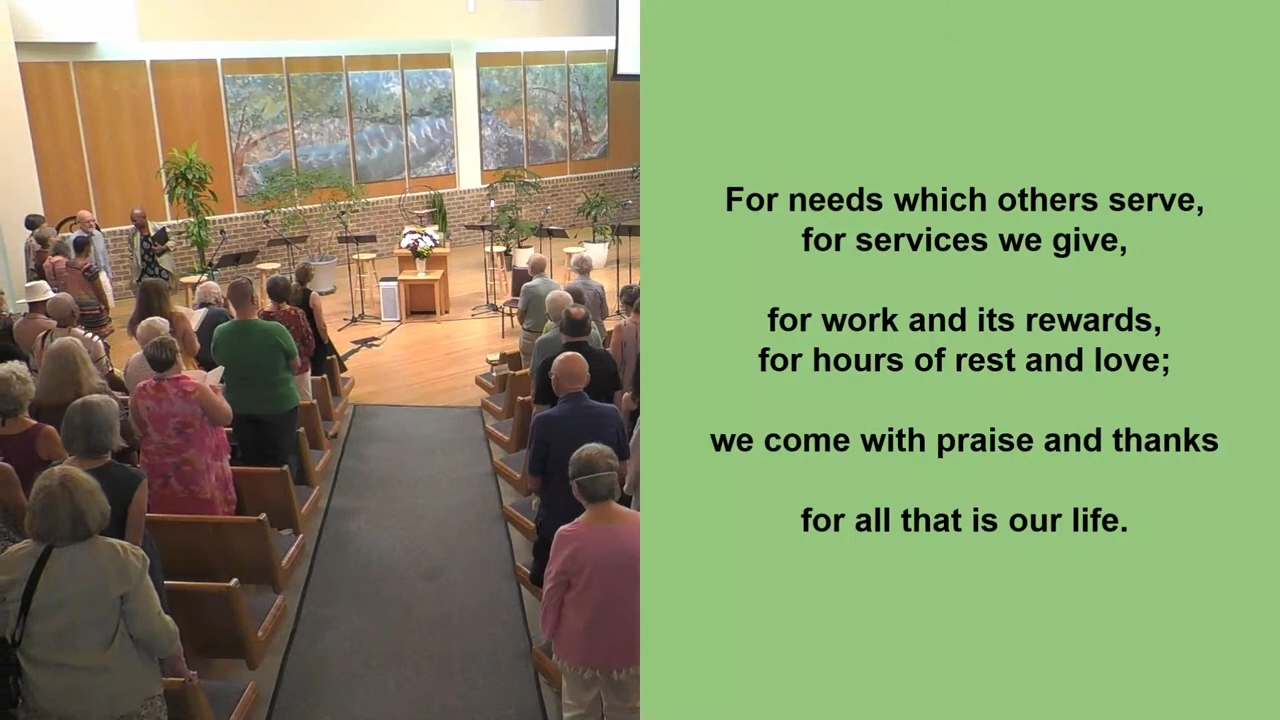 For needs which others serve,
for services we give,
for work and its rewards,
for hours of rest and love;
we come with praise and thanks
for all that is our life.